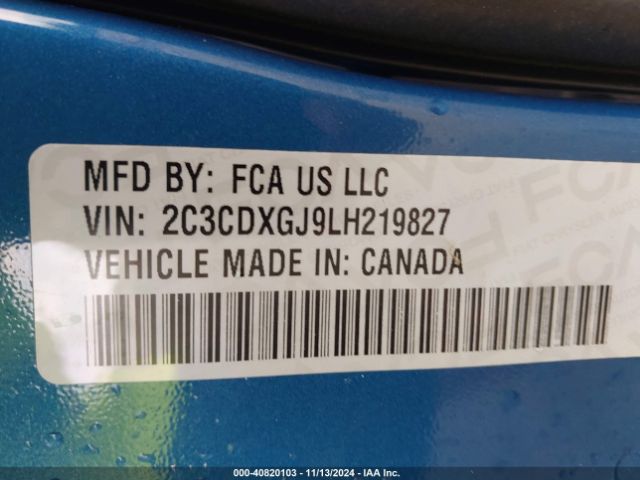 MFD BY: FCA US LLC
VIN: 2C3CDXGJ9LH219827
VEHICLE MADE IN: CANADA
000-40820103 - 11/13/2024 - IAA Inc.